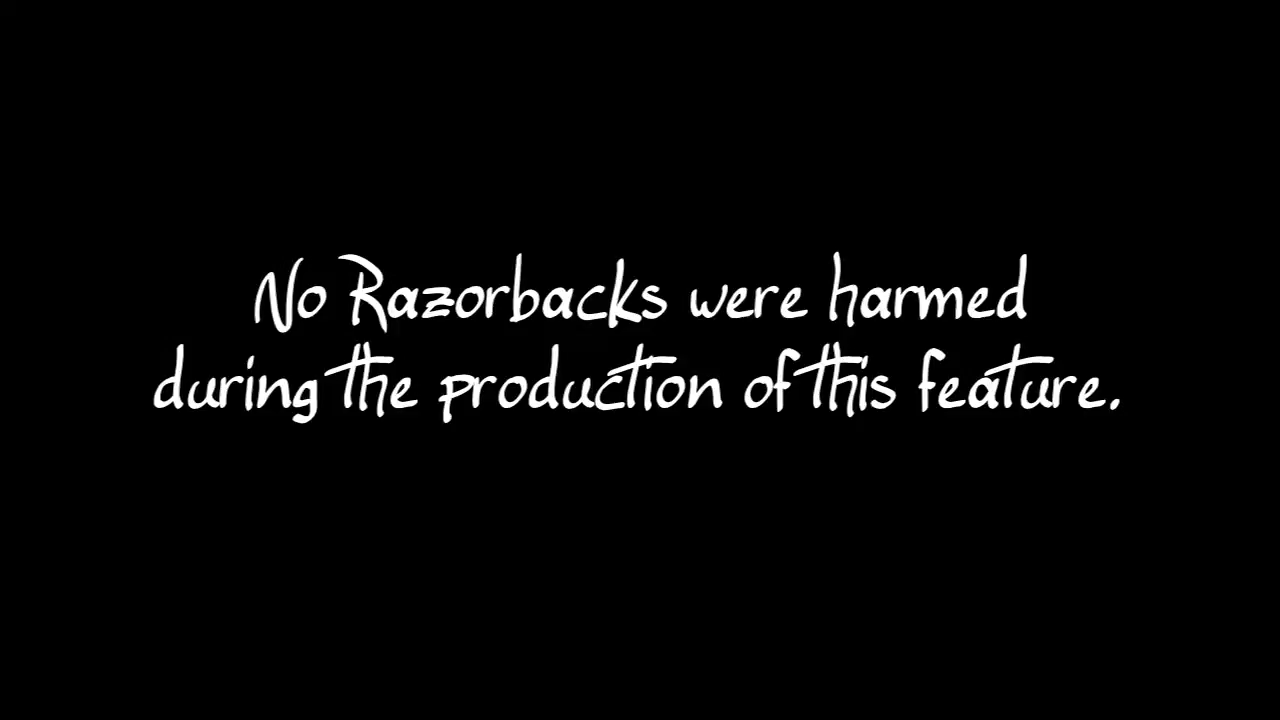 No Razorbacks were harmed
during the production of this feature.